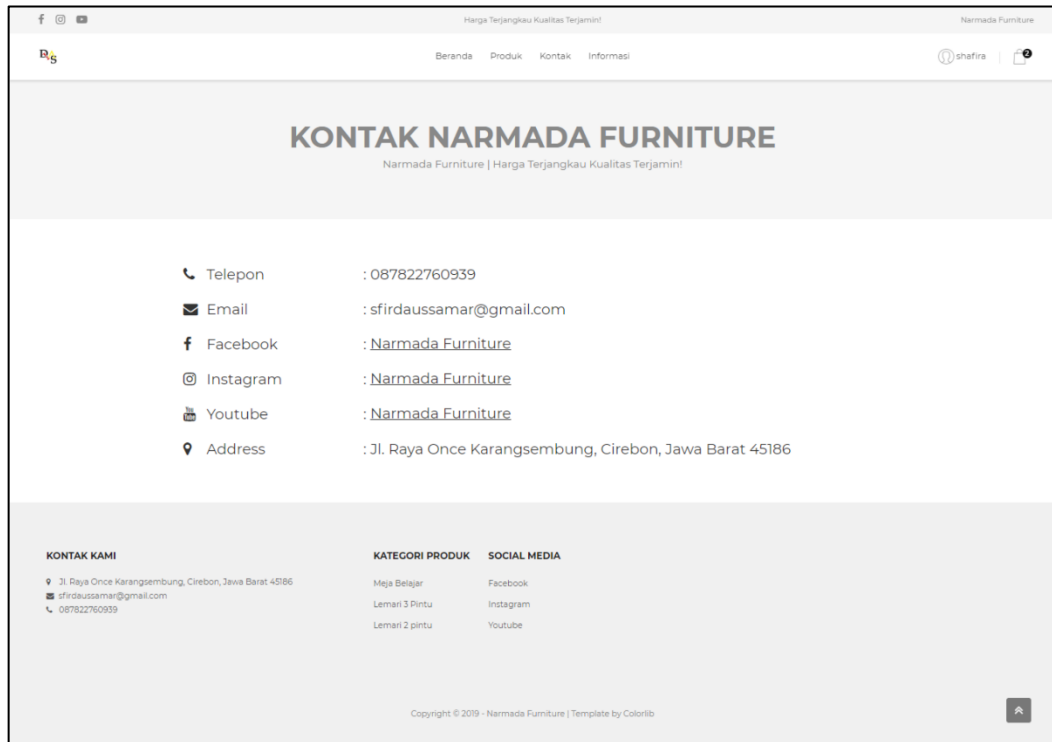 Harga Terjangkau Kualitas Terjamin!
Narmada Furniture
Beranda Produk Kontak Informasi
shafira
2
KONTAK NARMADA FURNITURE
Narmada Furniture | Harga Terjangkau Kualitas Terjamin!
Telepon : 087822760939
Email : sfirdaussamar@gmail.com
Facebook : Narmada Furniture
Instagram : Narmada Furniture
Youtube : Narmada Furniture
Address : Jl. Raya Once Karangsembung, Cirebon, Jawa Barat 45186
KONTAK KAMI
Jl. Raya Once Karangsembung, Cirebon, Jawa Barat 45186
sfirdaussamar@gmail.com
087822760939
KATEGORI PRODUK
Meja Belajar
Lemari 3 Pintu
Lemari 2 pintu
SOCIAL MEDIA
Facebook
Instagram
Youtube
Copyright © 2019 - Narmada Furniture | Template by Colorlib